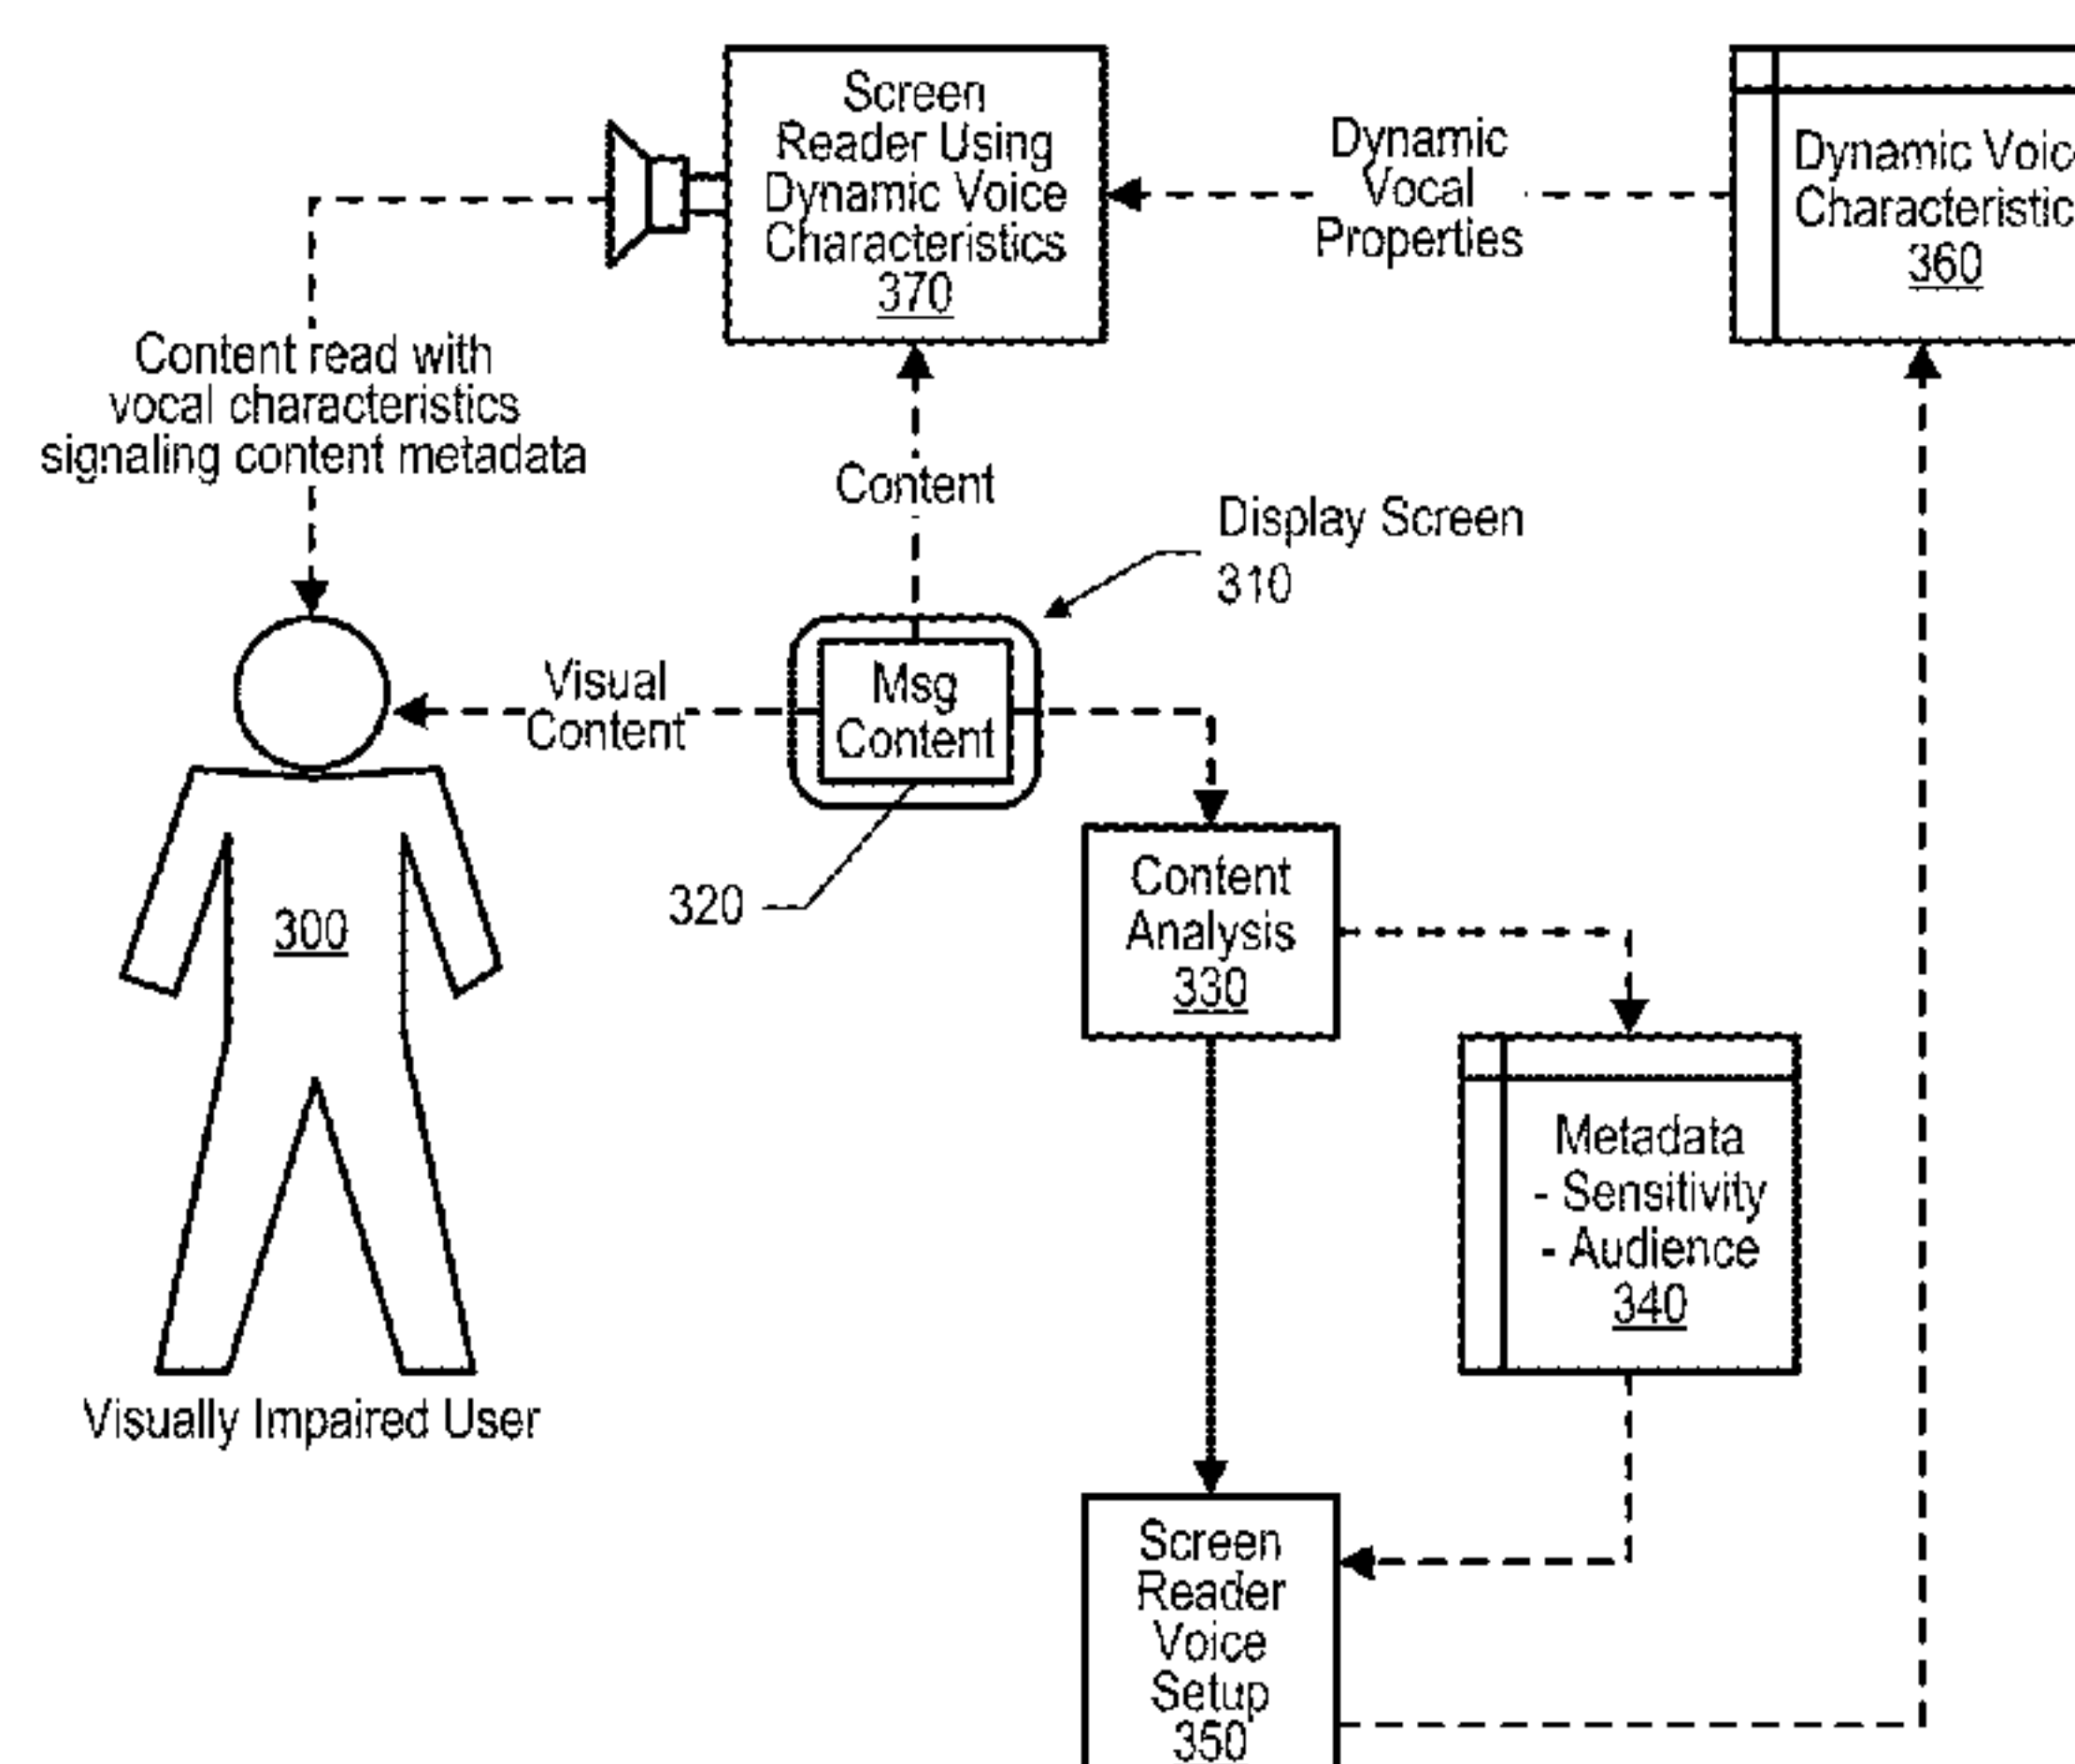 Screen
Reader Using
Dynamic Voice
Characteristics
370
Dynamic
Vocal
Properties
Dynamic Voic
Characteristic
360
Content read with
vocal characteristics
signaling content metadata
Content
Display Screen
310
Visual
Content
Msg
Content
320
300
Visually Impaired User
Content
Analysis
330
Metadata
- Sensitivity
- Audience
340
Screen
Reader
Voice
Setup
350